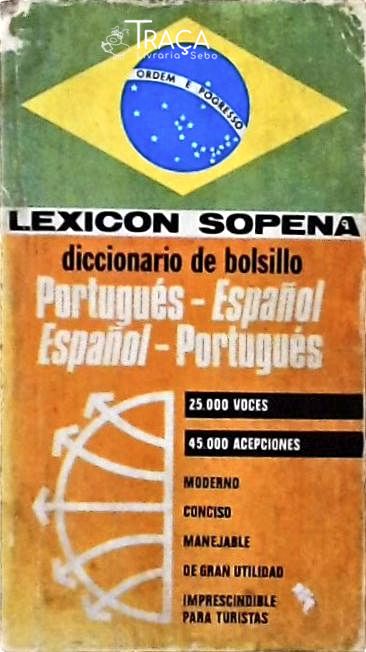 TRAÇA
Livraria Sebo
ORDEM E POGRESSO
LEXICON SOPENA
diccionario de bolsillo
Portugués - Español
Español - Portugués
25.000 VOCES
45.000 ACEPCIONES
MODERNO
CONCISO
MANEJABLE
DE GRAN UTILIDAD
IMPRESCINDIBLE
PARA TURISTAS